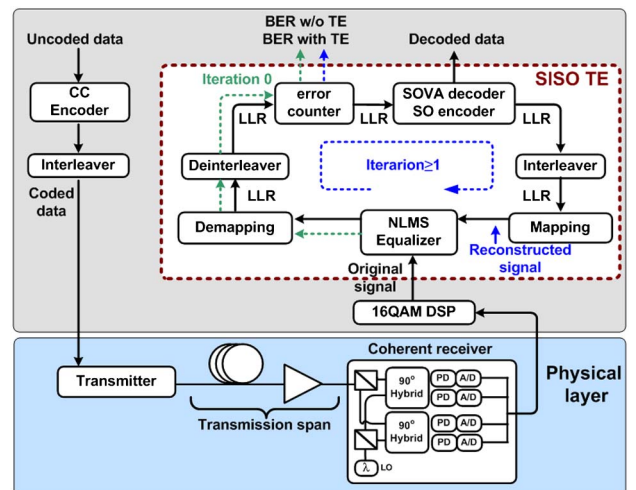 BER w/o TE
BER with TE
Uncoded data
Decoded data
Iteration 0
SISO TE
CC
Encoder
error
counter
SOVA decoder
SO encoder
LLR
LLR
LLR
Interleaver
Deinterleaver
Iterarion≥1
Interleaver
Coded
data
LLR
LLR
Demapping
NLMS
Equalizer
Mapping
Reconstructed
signal
Original
signal
16QAM DSP
Coherent receiver
Physical
layer
Transmitter
90° Hybrid
PD
A/D
PD
A/D
Transmission span
90° Hybrid
PD
A/D
PD
A/D
λ
LO